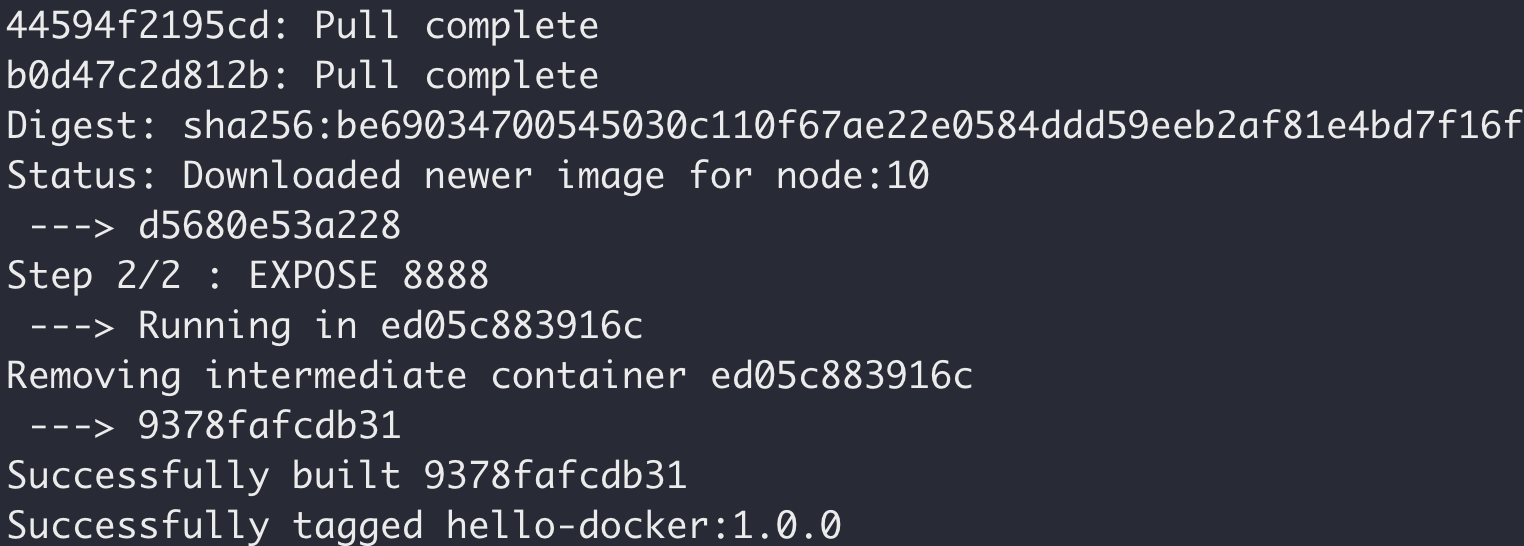 44594f2195cd: Pull complete
b0d47c2d812b: Pull complete
Digest: sha256:be69034700545030c110f67ae22e0584ddd59eeb2af81e4bd7f16f
Status: Downloaded newer image for node:10
 ---> d5680e53a228
Step 2/2 : EXPOSE 8888
 ---> Running in ed05c883916c
Removing intermediate container ed05c883916c
 ---> 9378fafcdb31
Successfully built 9378fafcdb31
Successfully tagged hello-docker:1.0.0